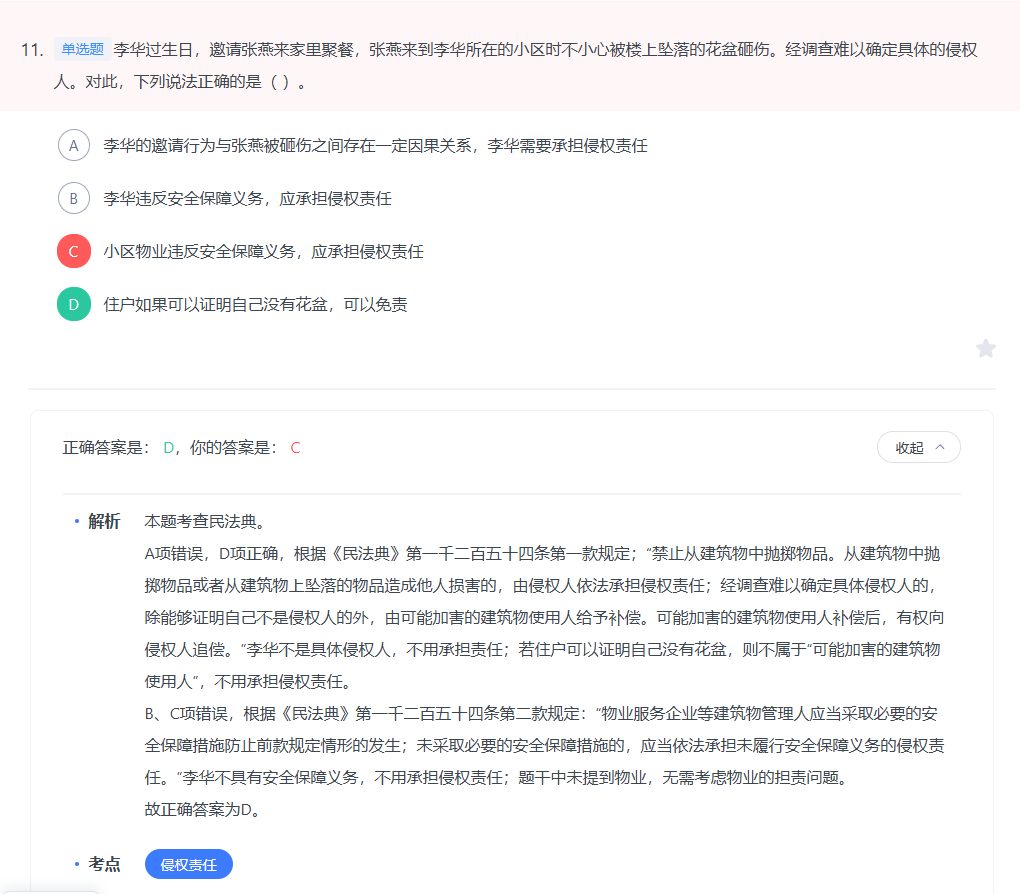 11. 单选题 李华过生日，邀请张燕来家里聚餐，张燕来到李华所在的小区时不小心被楼上坠落的花盆砸伤。经调查难以确定具体的侵权
人。对此，下列说法正确的是（ ）。
A 李华的邀请行为与张燕被砸伤之间存在一定因果关系，李华需要承担侵权责任
B 李华违反安全保障义务，应承担侵权责任
C 小区物业违反安全保障义务，应承担侵权责任
D 住户如果可以证明自己没有花盆，可以免责
正确答案是： D，你的答案是： C
收起
解析 本题考查民法典。
A项错误，D项正确，根据《民法典》第一千二百五十四条第一款规定；“禁止从建筑物中抛掷物品。从建筑物中抛
掷物品或者从建筑物上坠落的物品造成他人损害的，由侵权人依法承担侵权责任；经调查难以确定具体侵权人的，
除能够证明自己不是侵权人的外，由可能加害的建筑物使用人给予补偿。可能加害的建筑物使用人补偿后，有权向
侵权人追偿。”李华不是具体侵权人，不用承担责任；若住户可以证明自己没有花盆，则不属于“可能加害的建筑物
使用人”，不用承担侵权责任。
B、C项错误，根据《民法典》第一千二百五十四条第二款规定：“物业服务企业等建筑物管理人应当采取必要的安
全保障措施防止前款规定情形的发生；未采取必要的安全保障措施的，应当依法承担未履行安全保障义务的侵权责
任。”李华不具有安全保障义务，不用承担侵权责任；题干中未提到物业，无需考虑物业的担责问题。
故正确答案为D。
考点 侵权责任